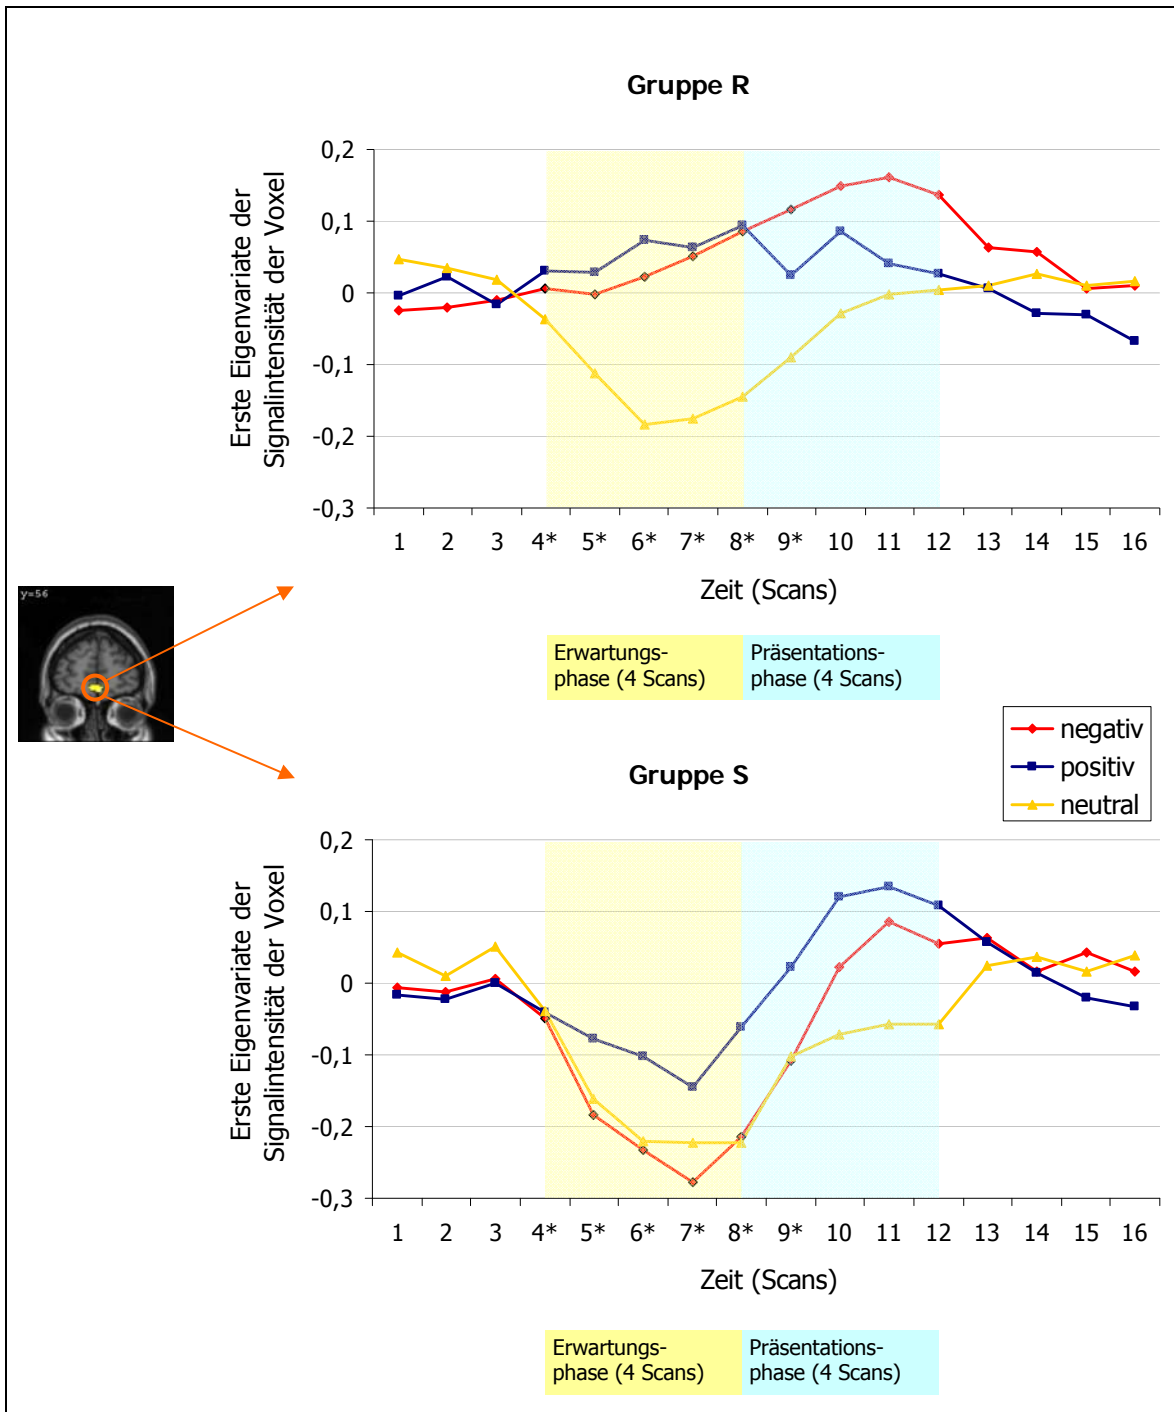 Gruppe R
Erste Eigenvariate der
Signalintensität der Voxel
0,2
0,1
0
-0,1
-0,2
-0,3
1 2 3 4* 5* 6* 7* 8* 9* 10 11 12 13 14 15 16
Zeit (Scans)
y=56
Erwartungs-
phase (4 Scans)
Präsentations-
phase (4 Scans)
negativ
positiv
neutral
Gruppe S
Erste Eigenvariate der
Signalintensität der Voxel
0,2
0,1
0
-0,1
-0,2
-0,3
1 2 3 4* 5* 6* 7* 8* 9* 10 11 12 13 14 15 16
Zeit (Scans)
Erwartungs-
phase (4 Scans)
Präsentations-
phase (4 Scans)